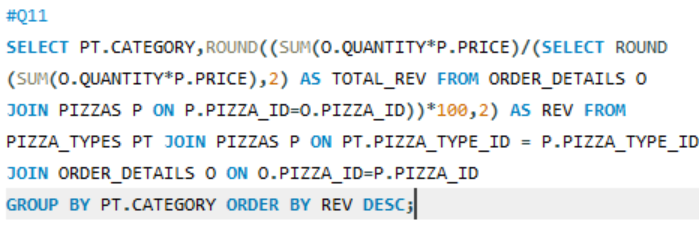 #Q11
SELECT PT.CATEGORY,ROUND((SUM(O.QUANTITY*P.PRICE)/(SELECT ROUND
(SUM(O.QUANTITY*P.PRICE),2) AS TOTAL_REV FROM ORDER_DETAILS O
JOIN PIZZAS P ON P.PIZZA_ID=O.PIZZA_ID))*100,2) AS REV FROM
PIZZA_TYPES PT JOIN PIZZAS P ON PT.PIZZA_TYPE_ID = P.PIZZA_TYPE_ID
JOIN ORDER_DETAILS O ON O.PIZZA_ID=P.PIZZA_ID
GROUP BY PT.CATEGORY ORDER BY REV DESC;